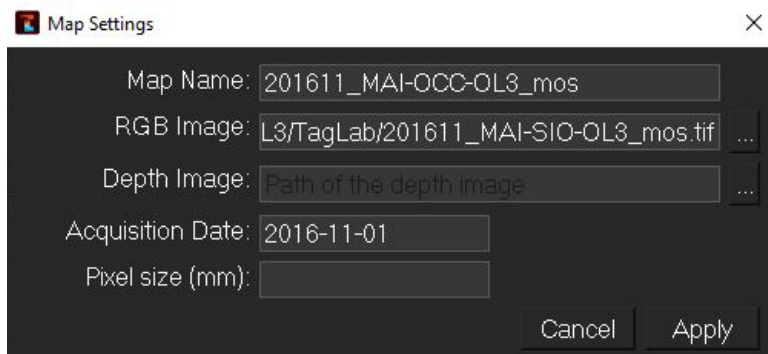 Map Settings
Map Name: 201611_MAI-OCC-OL3_mos
RGB Image: L3/TagLab/201611_MAI-SIO-OL3_mos.tif ...
Depth Image: Path of the depth image ...
Acquisition Date: 2016-11-01
Pixel size (mm):
Cancel Apply